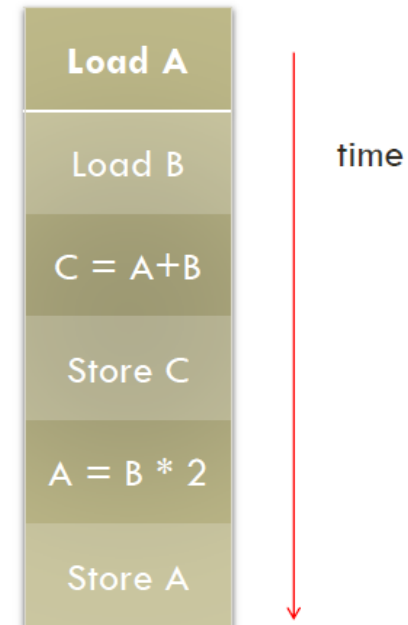 Load A
time
Load B
C = A+B
Store C
A = B * 2
Store A